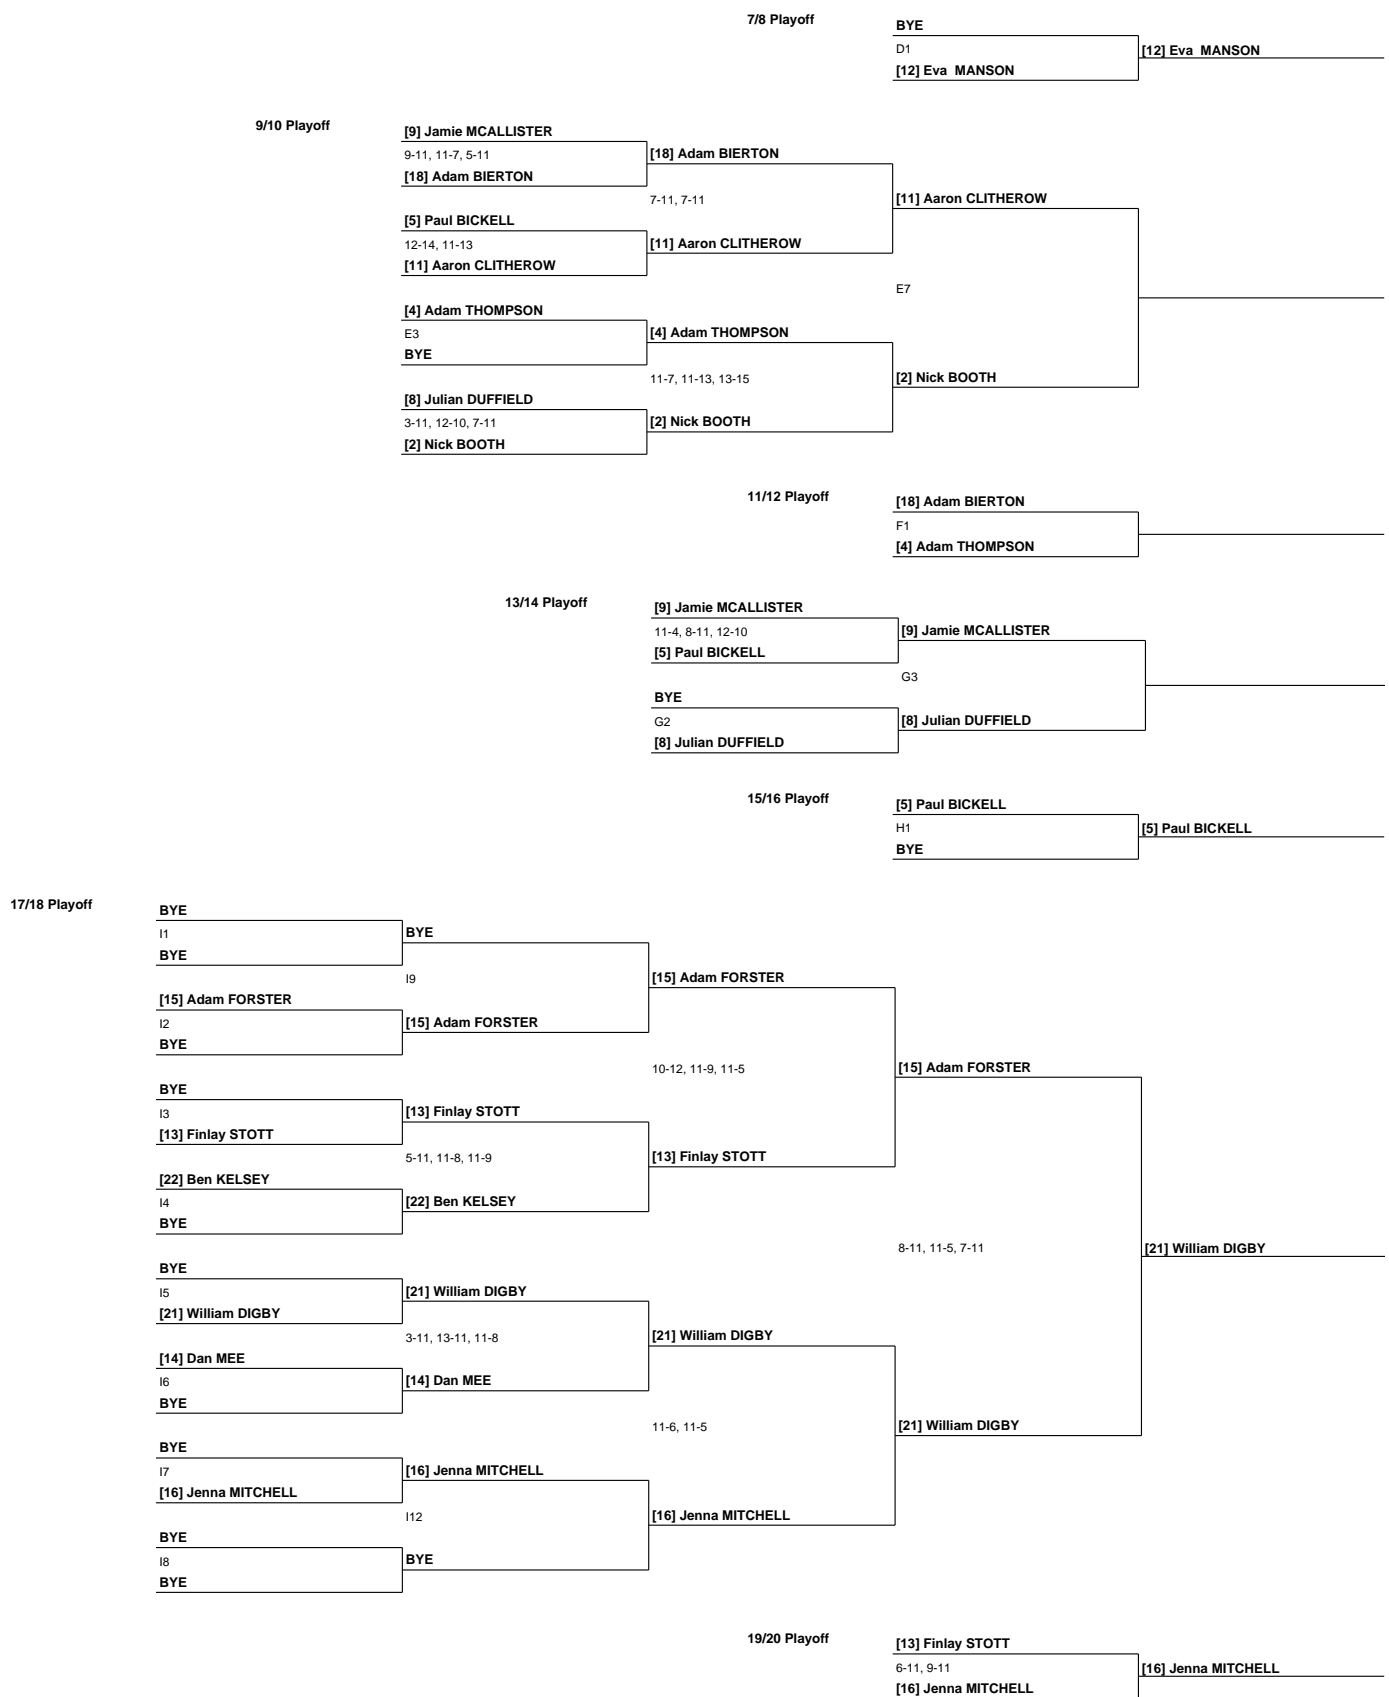 7/8 Playoff
BYE
D1
[12] Eva  MANSON
[12] Eva  MANSON
9/10 Playoff
[9] Jamie MCALLISTER
9-11, 11-7, 5-11
[18] Adam BIERTON
[18] Adam BIERTON
7-11, 7-11
[11] Aaron CLITHEROW
[5] Paul BICKELL
12-14, 11-13
[11] Aaron CLITHEROW
[11] Aaron CLITHEROW
E7
[4] Adam THOMPSON
E3
[4] Adam THOMPSON
BYE
11-7, 11-13, 13-15
[2] Nick BOOTH
[8] Julian DUFFIELD
3-11, 12-10, 7-11
[2] Nick BOOTH
[2] Nick BOOTH
11/12 Playoff
[18] Adam BIERTON
F1
[4] Adam THOMPSON
13/14 Playoff
[9] Jamie MCALLISTER
11-4, 8-11, 12-10
[9] Jamie MCALLISTER
[5] Paul BICKELL
G3
BYE
G2
[8] Julian DUFFIELD
[8] Julian DUFFIELD
15/16 Playoff
[5] Paul BICKELL
H1
[5] Paul BICKELL
BYE
17/18 Playoff
BYE
I1
BYE
BYE
I9
[15] Adam FORSTER
[15] Adam FORSTER
I2
[15] Adam FORSTER
BYE
10-12, 11-9, 11-5
[15] Adam FORSTER
BYE
I3
[13] Finlay STOTT
[13] Finlay STOTT
5-11, 11-8, 11-9
[13] Finlay STOTT
[22] Ben KELSEY
I4
[22] Ben KELSEY
BYE
8-11, 11-5, 7-11
[21] William DIGBY
BYE
I5
[21] William DIGBY
[21] William DIGBY
3-11, 13-11, 11-8
[21] William DIGBY
[14] Dan MEE
I6
[14] Dan MEE
BYE
11-6, 11-5
[21] William DIGBY
BYE
I7
[16] Jenna MITCHELL
[16] Jenna MITCHELL
I12
[16] Jenna MITCHELL
BYE
I8
BYE
BYE
19/20 Playoff
[13] Finlay STOTT
6-11, 9-11
[16] Jenna MITCHELL
[16] Jenna MITCHELL